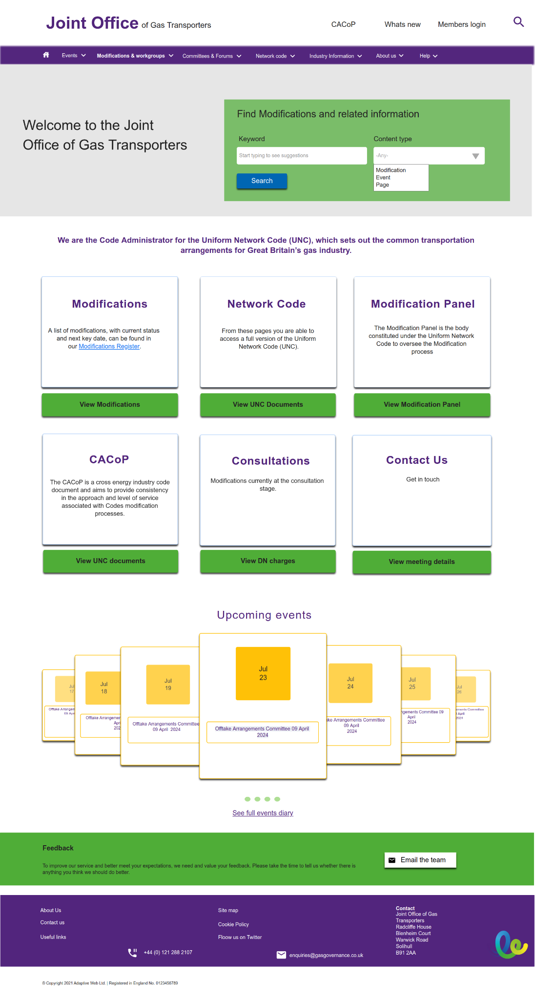 Joint Office of Gas Transporters
CACoP
Whats new
Members login
Events
Modifications & workgroups
Committees & Forums
Network code
Industry Information
About us
Help
Welcome to the Joint
Office of Gas Transporters
Find Modifications and related information
Keyword
Content type
Start typing to see suggestions
-Any-
Modification
Event
Page
Search
We are the Code Administrator for the Uniform Network Code (UNC), which sets out the common transportation
arrangements for Great Britain’s gas industry.
Modifications
A list of modifications, with current status
and next key date, can be found in
our Modifications Register.
View Modifications
Network Code
From these pages you are able to
access a full version of the Uniform
Network Code (UNC).
View UNC Documents
Modification Panel
The Modification Panel is the body
constituted under the Uniform Network
Code to oversee the Modification
process
View Modification Panel
CACoP
The CACoP is a cross energy industry code
document and aims to provide consistency
in the approach and level of service
associated with Codes modification
processes.
View UNC documents
Consultations
Modifications currently at the consultation
stage.
View DN charges
Contact Us
Get in touch
View meeting details
Upcoming events
Jul
17
Offtake Arrangem
09 Apr
Jul
18
Offtake Arrangemen
Apr
202
Jul
19
Offtake Arrangements Committee
09 April 2024
Jul
23
Offtake Arrangements Committee 09 April
2024
Jul
24
ke Arrangements Committee
09 April
2024
Jul
25
ngements Committee 09
April
2024
Jul
26
ements Committee
April
2024
See full events diary
Feedback
To improve our service and better meet your expectations, we need and value your feedback. Please take the time to tell us whether there is
anything you think we should do better.
Email the team
About Us
Contact us
Useful links
Site map
Cookie Policy
Floow us on Twitter
Contact
Joint Office of Gas
Transporters
Radcliffe House
Blenheim Court
Warwick Road
Solihull
B91 2AA
+44 (0) 121 288 2107
enquiries@gasgovernance.co.uk
© Copyright 2021 Adaptive Web Ltd. | Registered in England No. 0123456789